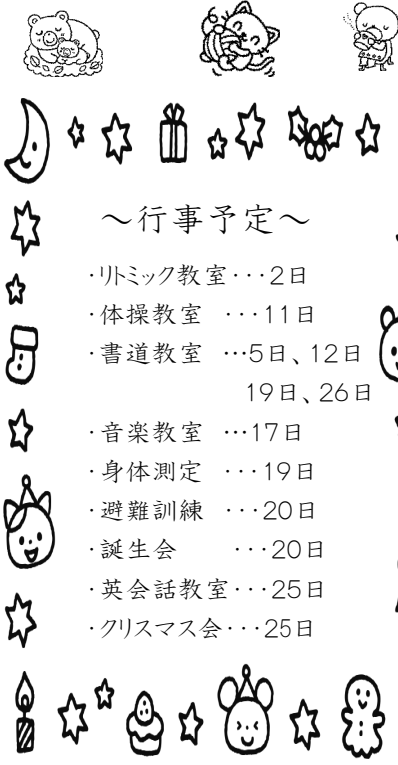 ～行事予定～
・リトミック教室・・・2日
・体操教室 ・・・11日
・書道教室 …5日、12日
19日、26日
・音楽教室 …17日
・身体測定 ・・・19日
・避難訓練 ・・・20日
・誕生会 ・・・20日
・英会話教室・・・25日
・クリスマス会・・・25日